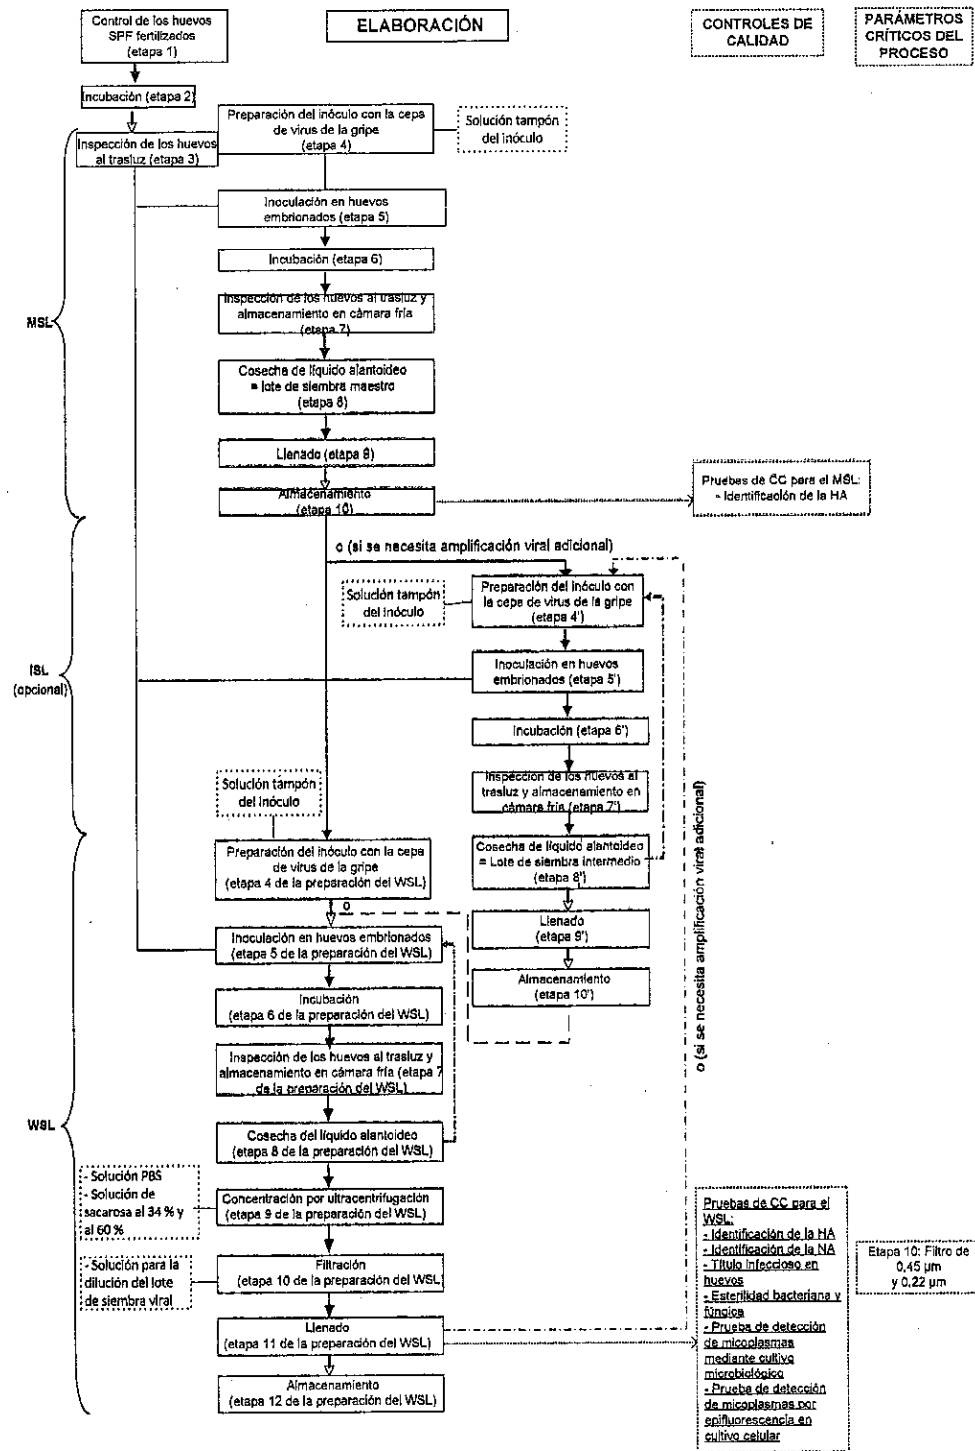 Control de los huevos
SPF fertilizados
(etapa 1)
ELABORACIÓN
CONTROLES DE
CALIDAD
PARÁMETROS
CRÍTICOS DEL
PROCESO
Incubación (etapa 2)
Inspección de los huevos
al trasluz (etapa 3)
Preparación del inóculo con la cepa
de virus de la gripe
(etapa 4)
Solución tampón
del inóculo
Inoculación en huevos
embrionados (etapa 5)
Incubación (etapa 6)
Inspección de los huevos al trasluz y
almacenamiento en cámara fría
(etapa 7)
MSL
Cosecha de líquido alantoideo
= lote de siembra maestro
(etapa 8)
Llenado (etapa 9)
Almacenamiento
(etapa 10)
Pruebas de CC para el MSL:
- Identificación de la HA
o (si se necesita amplificación viral adicional)
Solución tampón
del inóculo
Preparación del inóculo con
la cepa de virus de la gripe
(etapa 4')
ISL
(opcional)
Inoculación en huevos
embrionados (etapa 5')
Incubación (etapa 6')
Inspección de los huevos al
trasluz y almacenamiento en
cámara fría (etapa 7')
Cosecha de líquido alantoideo
= Lote de siembra intermedio
(etapa 8')
Llenado
(etapa 9')
Almacenamiento
(etapa 10')
o (si se necesita amplificación viral adicional)
Solución tampón
del inóculo
Preparación del inóculo con la cepa
de virus de la gripe
(etapa 4 de la preparación del WSL)
o
Inoculación en huevos embrionados
(etapa 5 de la preparación del WSL)
Incubación
(etapa 6 de la preparación del WSL)
Inspección de los huevos al trasluz y
almacenamiento en cámara fría (etapa 7
de la preparación del WSL)
WSL
Cosecha del líquido alantoideo
(etapa 8 de la preparación del WSL)
- Solución PBS
- Solución de
sacarosa al 34 % y
al 60 %
Concentración por ultracentrifugación
(etapa 9 de la preparación del WSL)
- Solución para la
dilución del lote
de siembra viral
Filtración
(etapa 10 de la preparación del WSL)
Llenado
(etapa 11 de la preparación del WSL)
Almacenamiento
(etapa 12 de la preparación del WSL)
Pruebas de CC para el
WSL:
- Identificación de la HA
- Identificación de la NA
- Título infeccioso en
huevos
- Esterilidad bacteriana y
fúngica
- Prueba de detección
de micoplasmas
mediante cultivo
microbiológico
- Prueba de detección
de micoplasmas por
epifluorescencia en
cultivo celular
Etapa 10: Filtro de
0,45 µm
y 0,22 µm